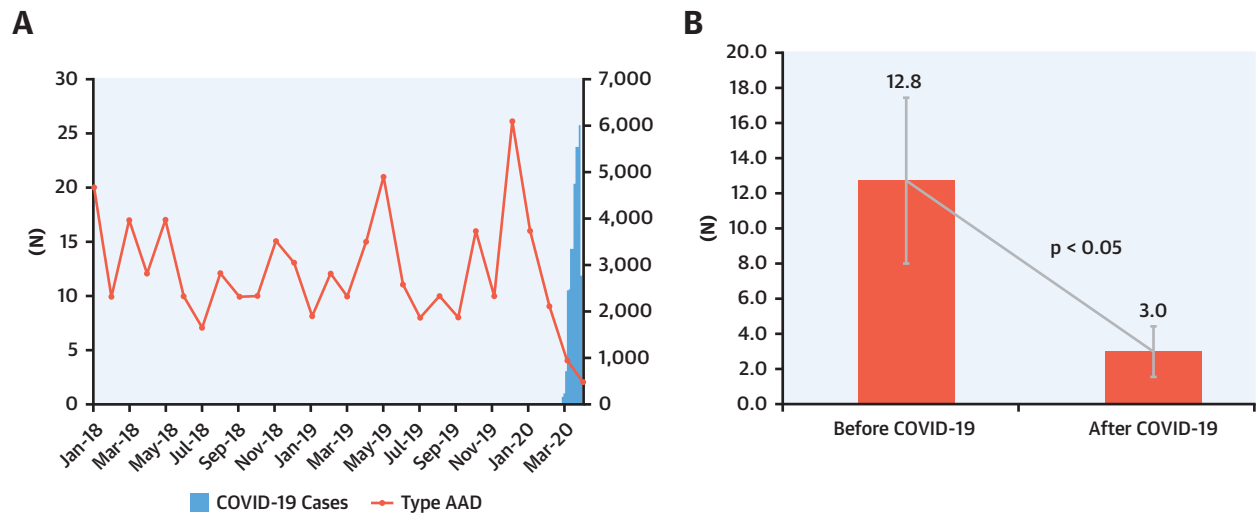 A
(N)
30
25
20
15
10
5
0
7,000
6,000
5,000
4,000
3,000
2,000
1,000
0
Jan-18
Mar-18
May-18
Jul-18
Sep-18
Nov-18
Jan-19
Mar-19
May-19
Jul-19
Sep-19
Nov-19
Jan-20
Mar-20
COVID-19 Cases
Type AAD
B
(N)
20.0
18.0
16.0
14.0
12.0
10.0
8.0
6.0
4.0
2.0
0.0
12.8
p < 0.05
3.0
Before COVID-19
After COVID-19